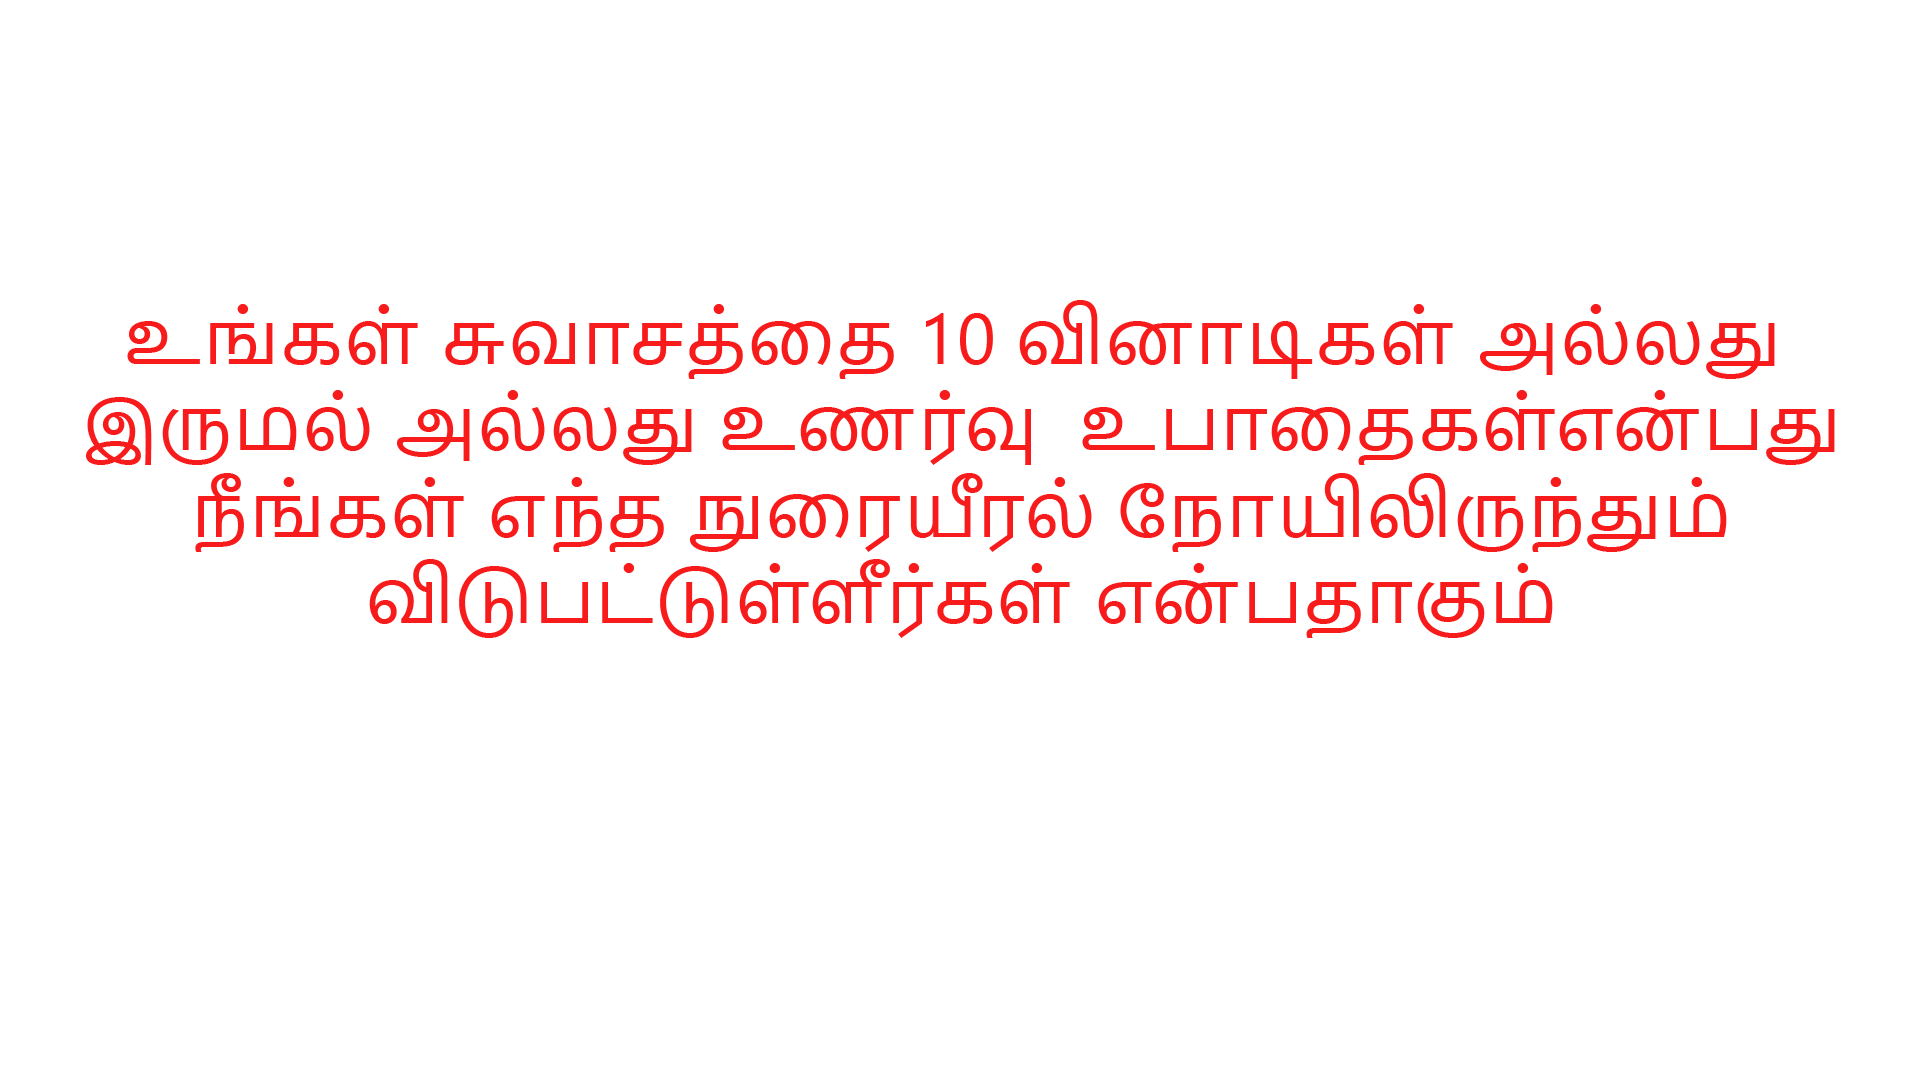 உங்கள் சுவாசத்தை 10 வினாடிகள் அல்லது
இருமல் அல்லது உணர்வு  உபாதைகள்என்பது
நீங்கள் எந்த நுரையீரல் நோயிலிருந்தும்
விடுபட்டுள்ளீர்கள் என்பதாகும்